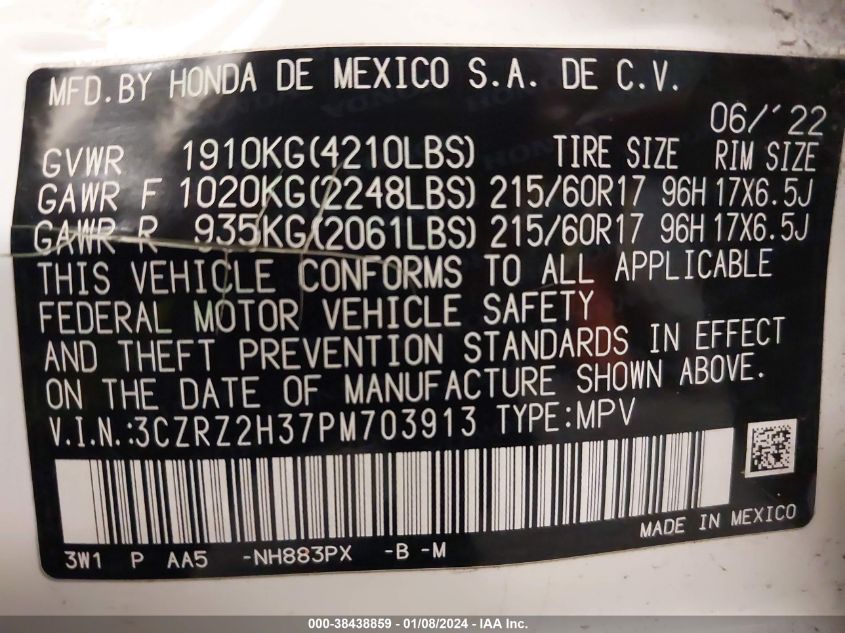 MFD.BY HONDA DE MEXICO S.A. DE C.V.
06/'22
GVWR 1910KG(4210LBS) TIRE SIZE RIM SIZE
GAWR F 1020KG(2248LBS) 215/60R17 96H 17X6.5J
GAWR R 935KG(2061LBS) 215/60R17 96H 17X6.5J
THIS VEHICLE CONFORMS TO ALL APPLICABLE
FEDERAL MOTOR VEHICLE SAFETY
AND THEFT PREVENTION STANDARDS IN EFFECT
ON THE DATE OF MANUFACTURE SHOWN ABOVE.
V.I.N.:3CZRZ2H37PM703913 TYPE:MPV
MADE IN MEXICO
3W1 P AA5 -NH883PX -B -M
000-38438859 - 01/08/2024 - IAA Inc.